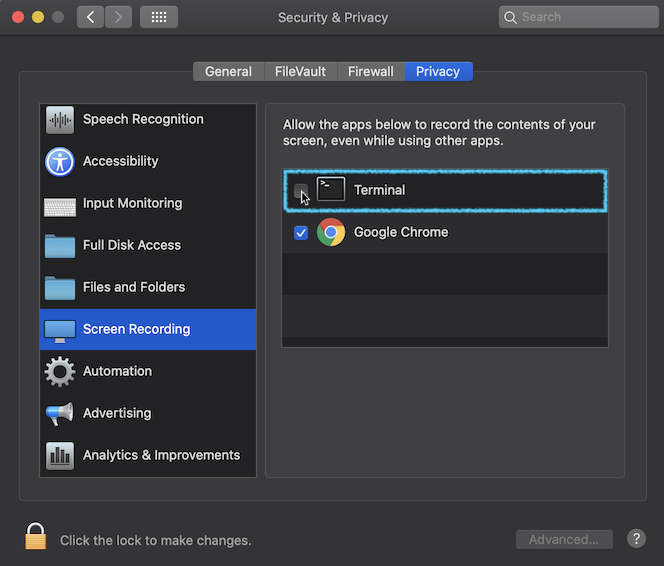 Security & Privacy
Search
General
FileVault
Firewall
Privacy
Speech Recognition
Accessibility
Input Monitoring
Full Disk Access
Files and Folders
Screen Recording
Automation
Advertising
Analytics & Improvements
Allow the apps below to record the contents of your
screen, even while using other apps.
>_
Terminal
Google Chrome
Click the lock to make changes.
Advanced...
?